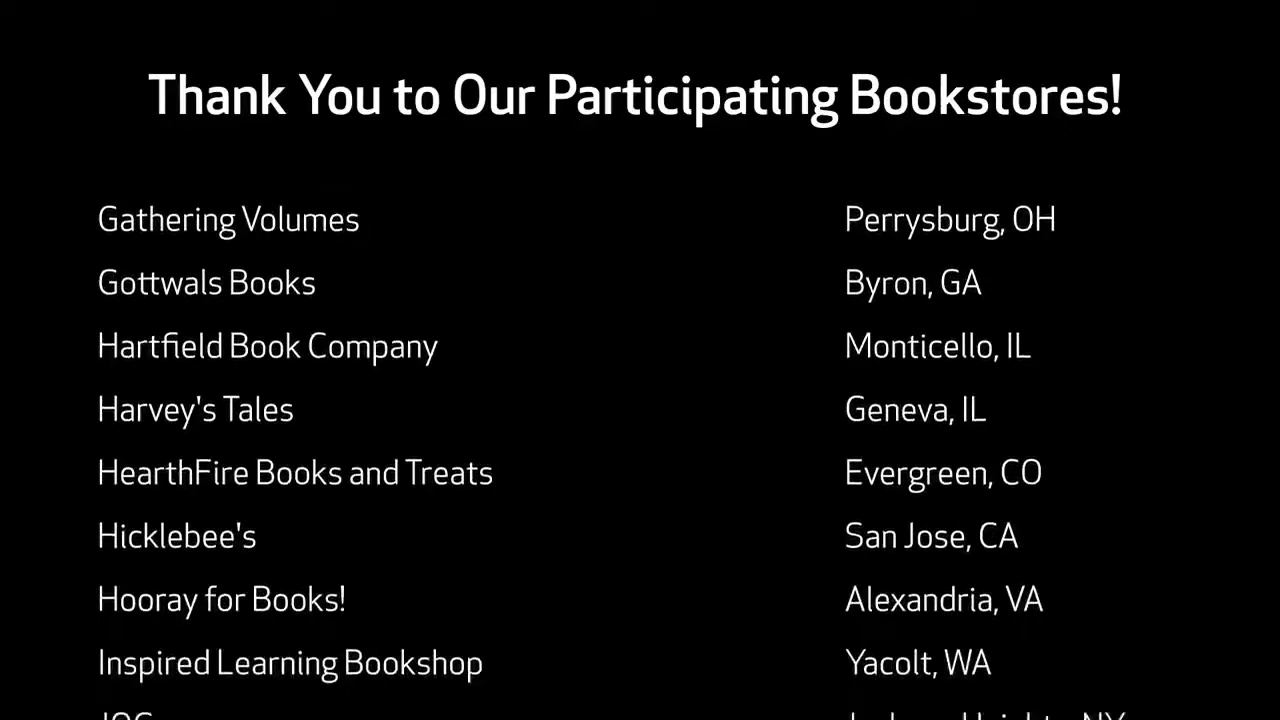 Thank You to Our Participating Bookstores!
Gathering Volumes Perrysburg, OH
Gottwals Books Byron, GA
Hartfield Book Company Monticello, IL
Harvey's Tales Geneva, IL
HearthFire Books and Treats Evergreen, CO
Hicklebee's San Jose, CA
Hooray for Books! Alexandria, VA
Inspired Learning Bookshop Yacolt, WA